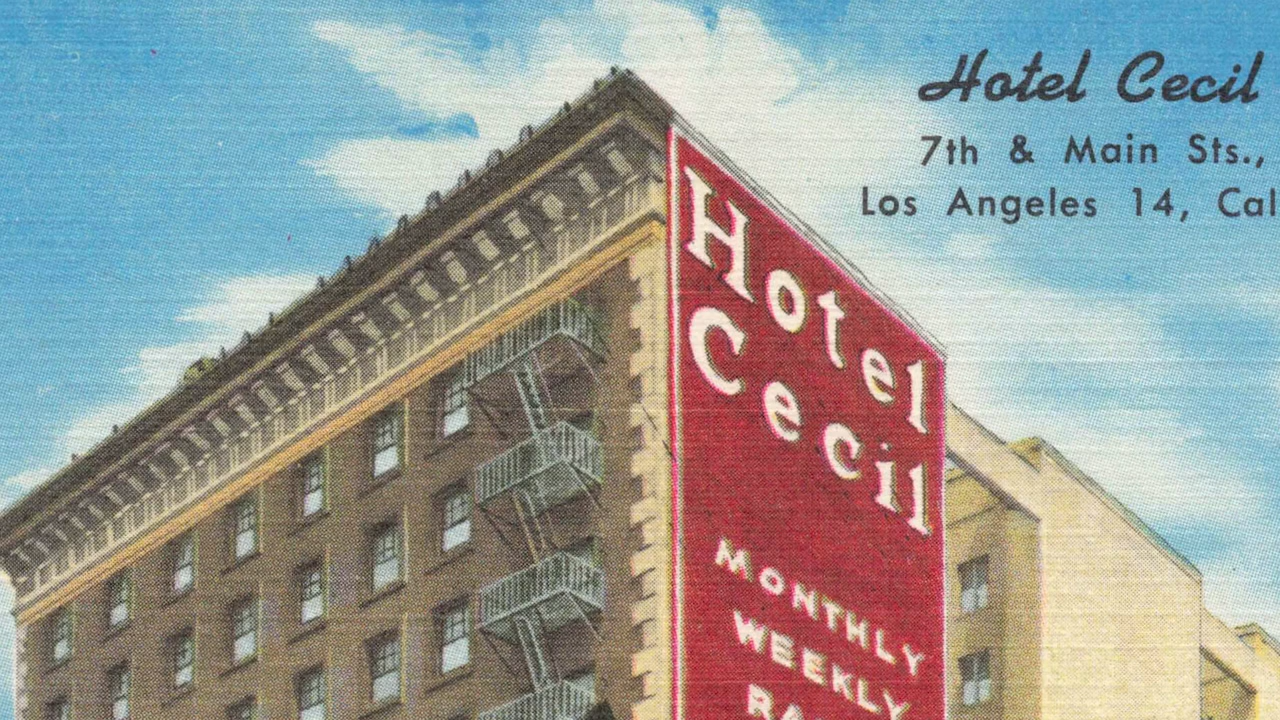 Hotel Cecil
7th & Main Sts.,
Los Angeles 14, Cal
Hotel
Cecil
MONTHLY
WEEKLY